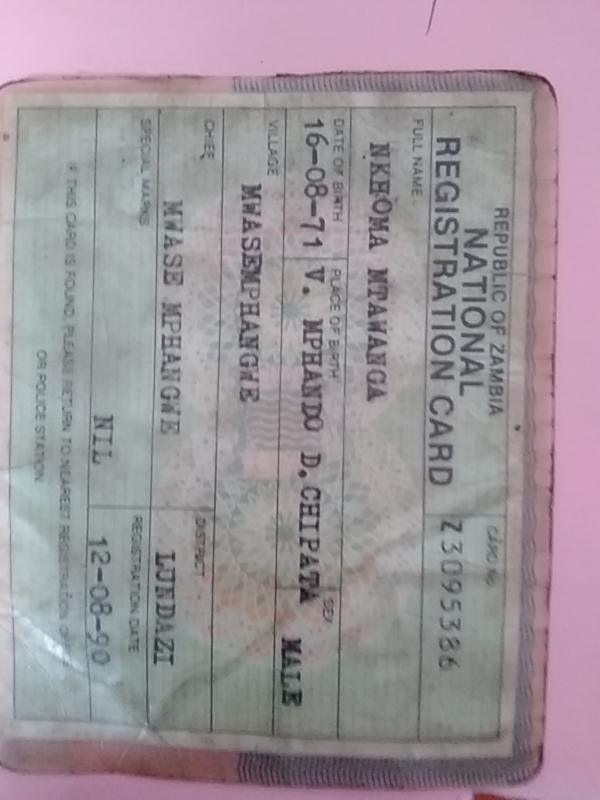 REPUBLIC OF ZAMBIA
NATIONAL
REGISTRATION CARD
CARD No.
Z3095386
FULL NAME
NKHOMA MTAWANGA
DATE OF BIRTH PLACE OF BIRTH SEX
16-08-71 V. MPHANDO D.CHIPATA MALE
VILLAGE
MWASEMPHANGWE
CHIEF DISTRICT
MWASE MPHANGWE LUNDAZI
SPECIAL MARKS REGISTRATION DATE
NIL 12-08-90
IF THIS CARD IS FOUND, PLEASE RETURN TO NEAREST REGISTRATION
OR POLICE STATION.